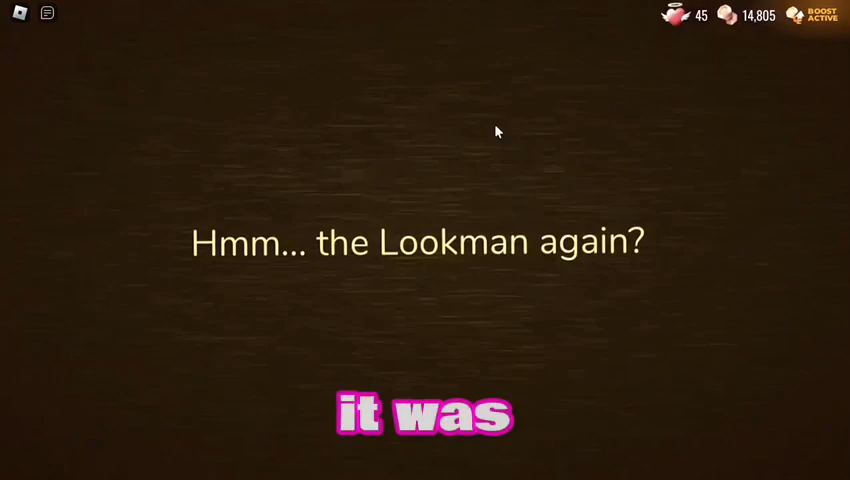 45
14,805
BOOST
ACTIVE
Hmm... the Lookman again?
it was